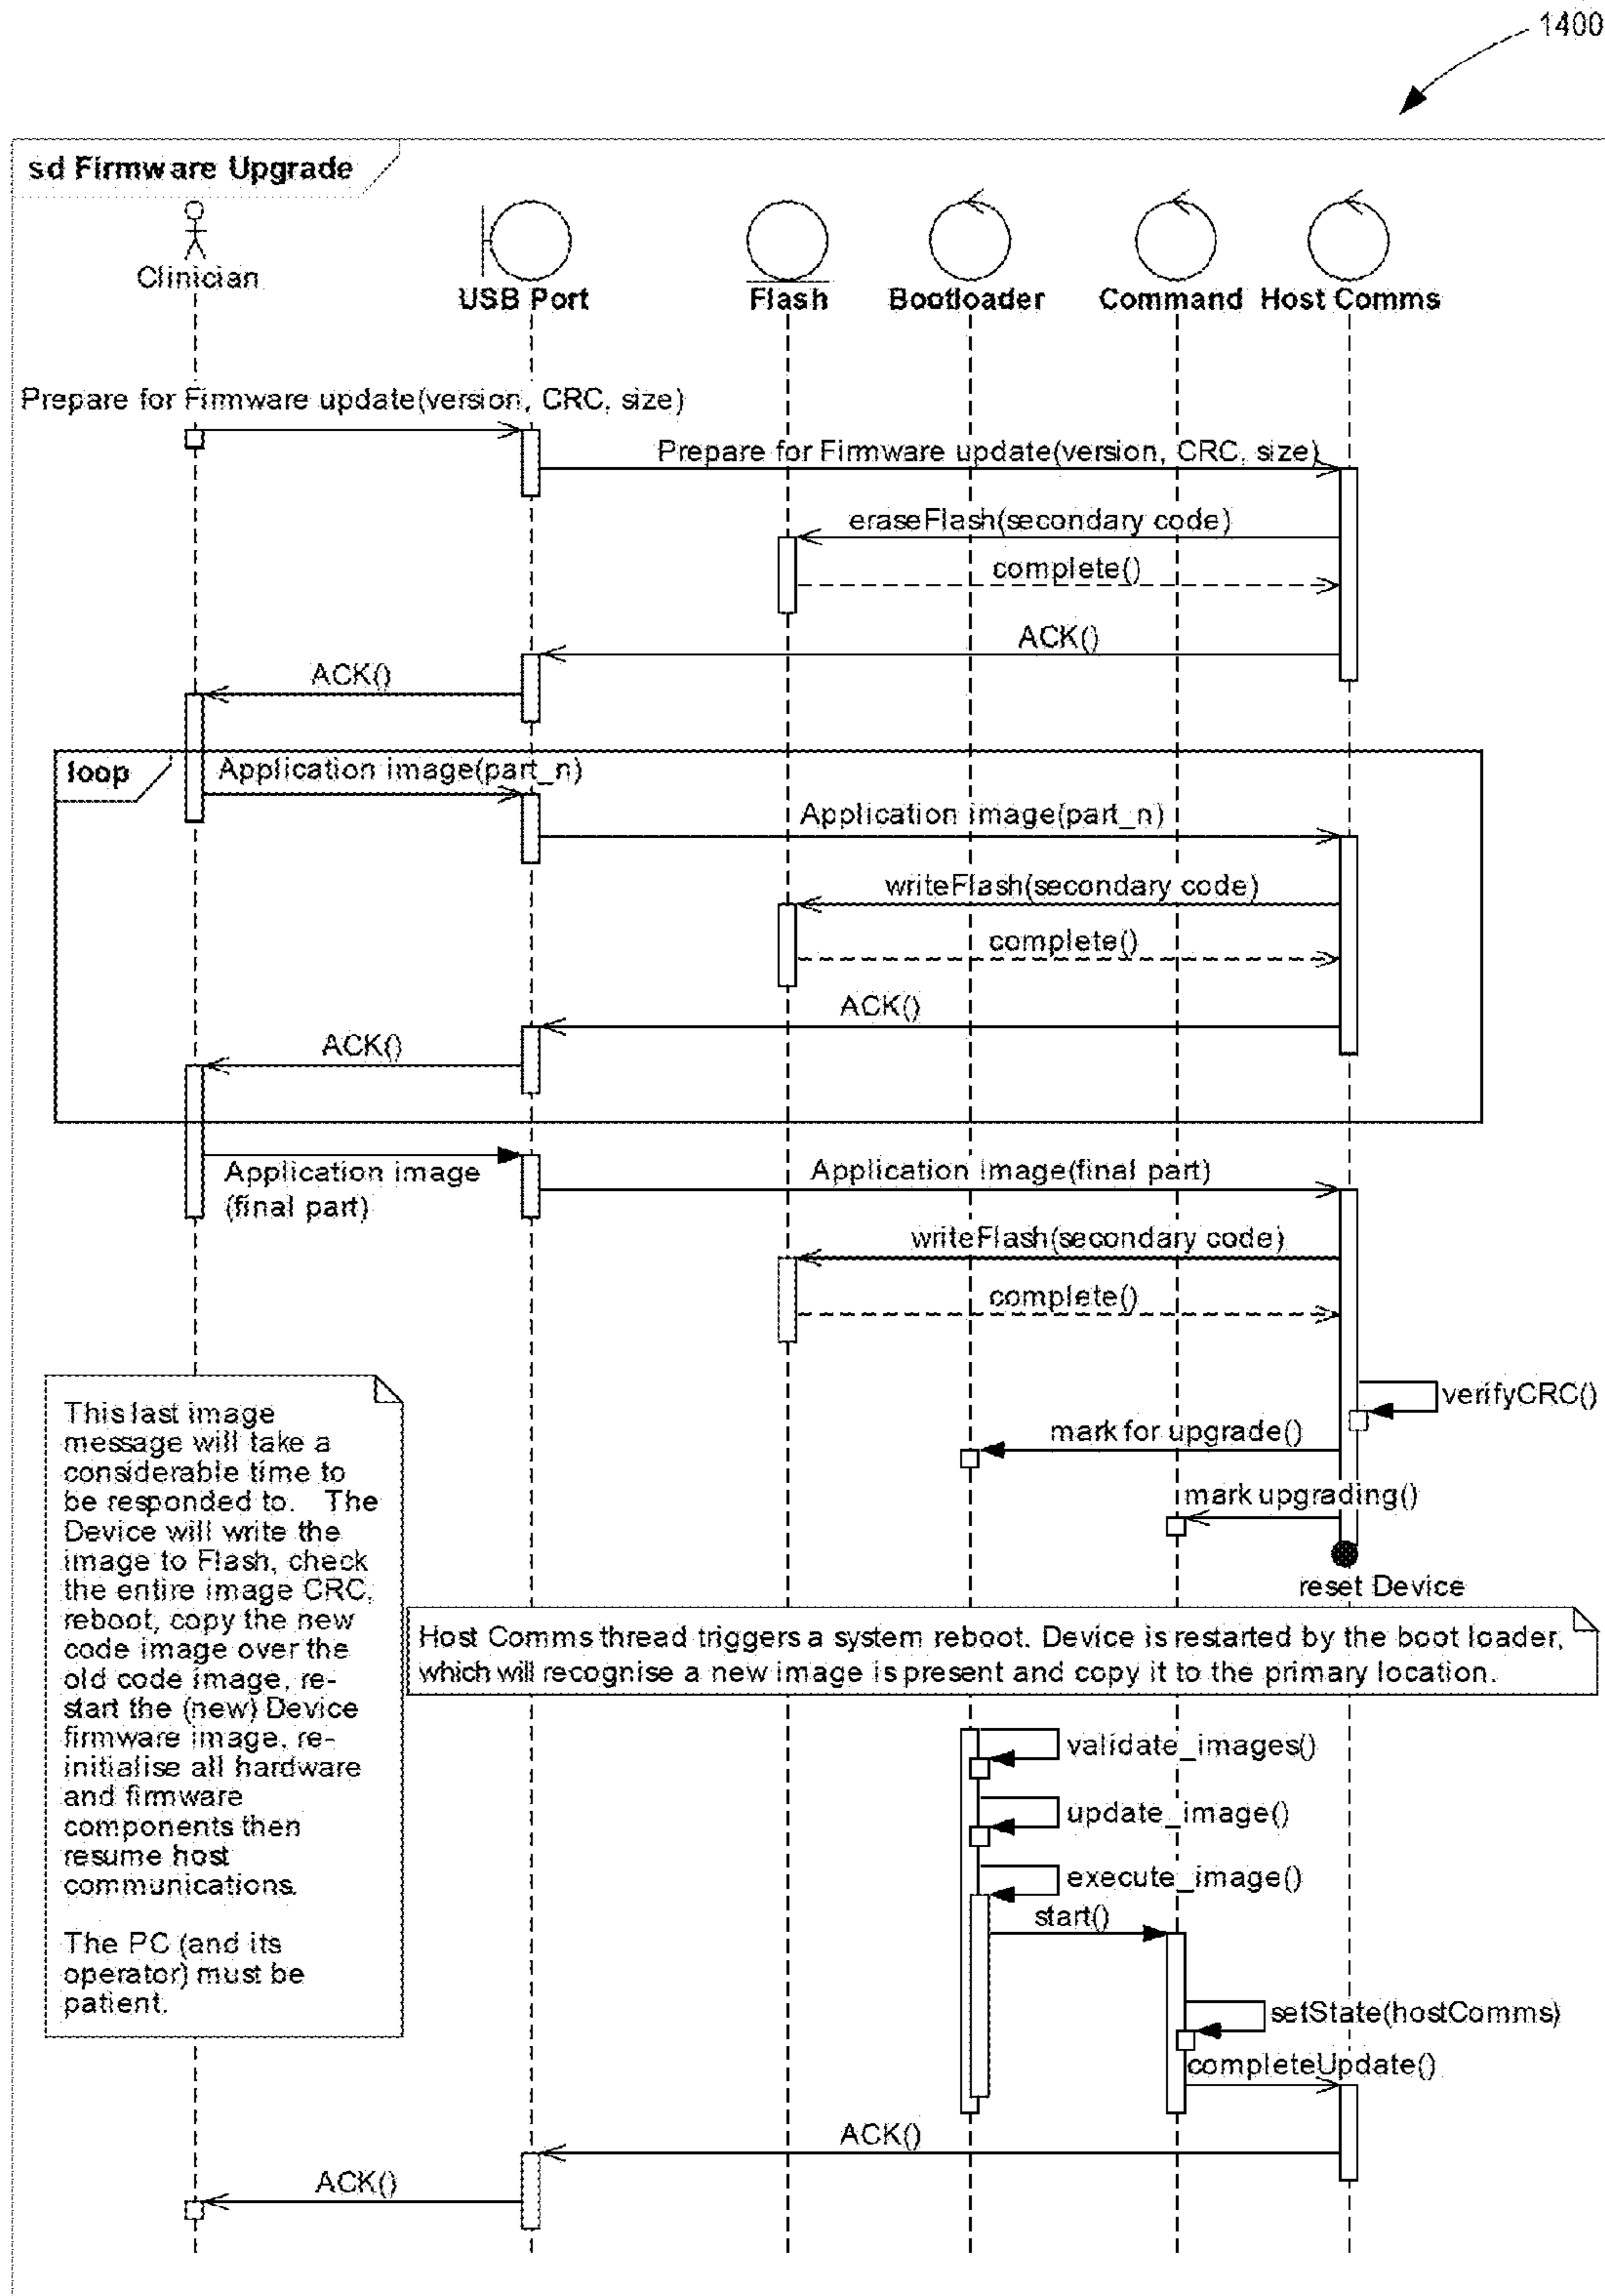 1400
sd Firmware Upgrade
Clinician
USB Port
Flash
Bootloader
Command
Host Comms
Prepare for Firmware update(version, CRC, size)
Prepare for Firmware update(version, CRC, size)
eraseFlash(secondary code)
complete()
ACK()
ACK()
loop
Application image(part_n)
Application image(part_n)
writeFlash(secondary code)
complete()
ACK()
ACK()
Application image
(final part)
Application Image(final part)
writeFlash(secondary code)
complete()
verifyCRC()
mark for upgrade()
mark upgrading()
reset Device
This last image
message will take a
considerable time to
be responded to. The
Device will write the
image to Flash, check
the entire image CRC,
reboot, copy the new
code image over the
old code image, re-
start the (new) Device
firmware image, re-
initialise all hardware
and firmware
components then
resume host
communications.
The PC (and its
operator) must be
patient.
Host Comms thread triggers a system reboot. Device is restarted by the boot loader,
which will recognise a new image is present and copy it to the primary location.
validate_images()
update_image()
execute_image()
start()
setState(hostComms)
completeUpdate()
ACK()
ACK()